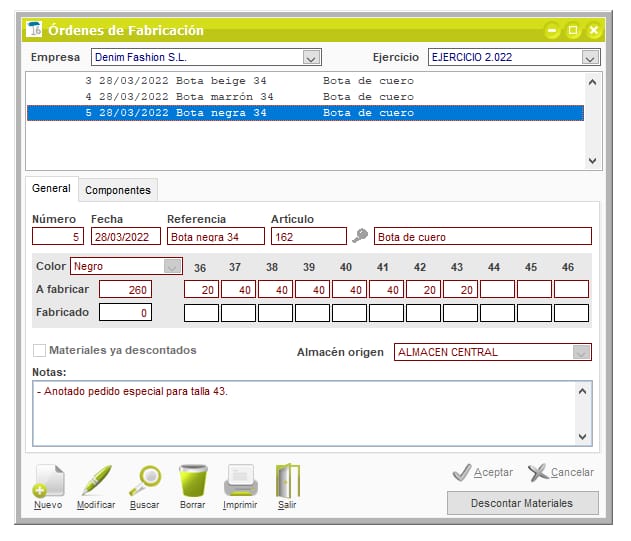 16 Órdenes de Fabricación
Empresa Denim Fashion S.L. Ejercicio EJERCICIO 2.022
3 28/03/2022 Bota beige 34 Bota de cuero
4 28/03/2022 Bota marrón 34 Bota de cuero
5 28/03/2022 Bota negra 34 Bota de cuero
General Componentes
Número Fecha Referencia Artículo
5 28/03/2022 Bota negra 34 162 Bota de cuero
Color Negro 36 37 38 39 40 41 42 43 44 45 46
A fabricar 260 20 40 40 40 40 40 20 20
Fabricado 0
Materiales ya descontados Almacén origen ALMACEN CENTRAL
Notas:
- Anotado pedido especial para talla 43.
Nuevo Modificar Buscar Borrar Imprimir Salir Aceptar Cancelar
Descontar Materiales